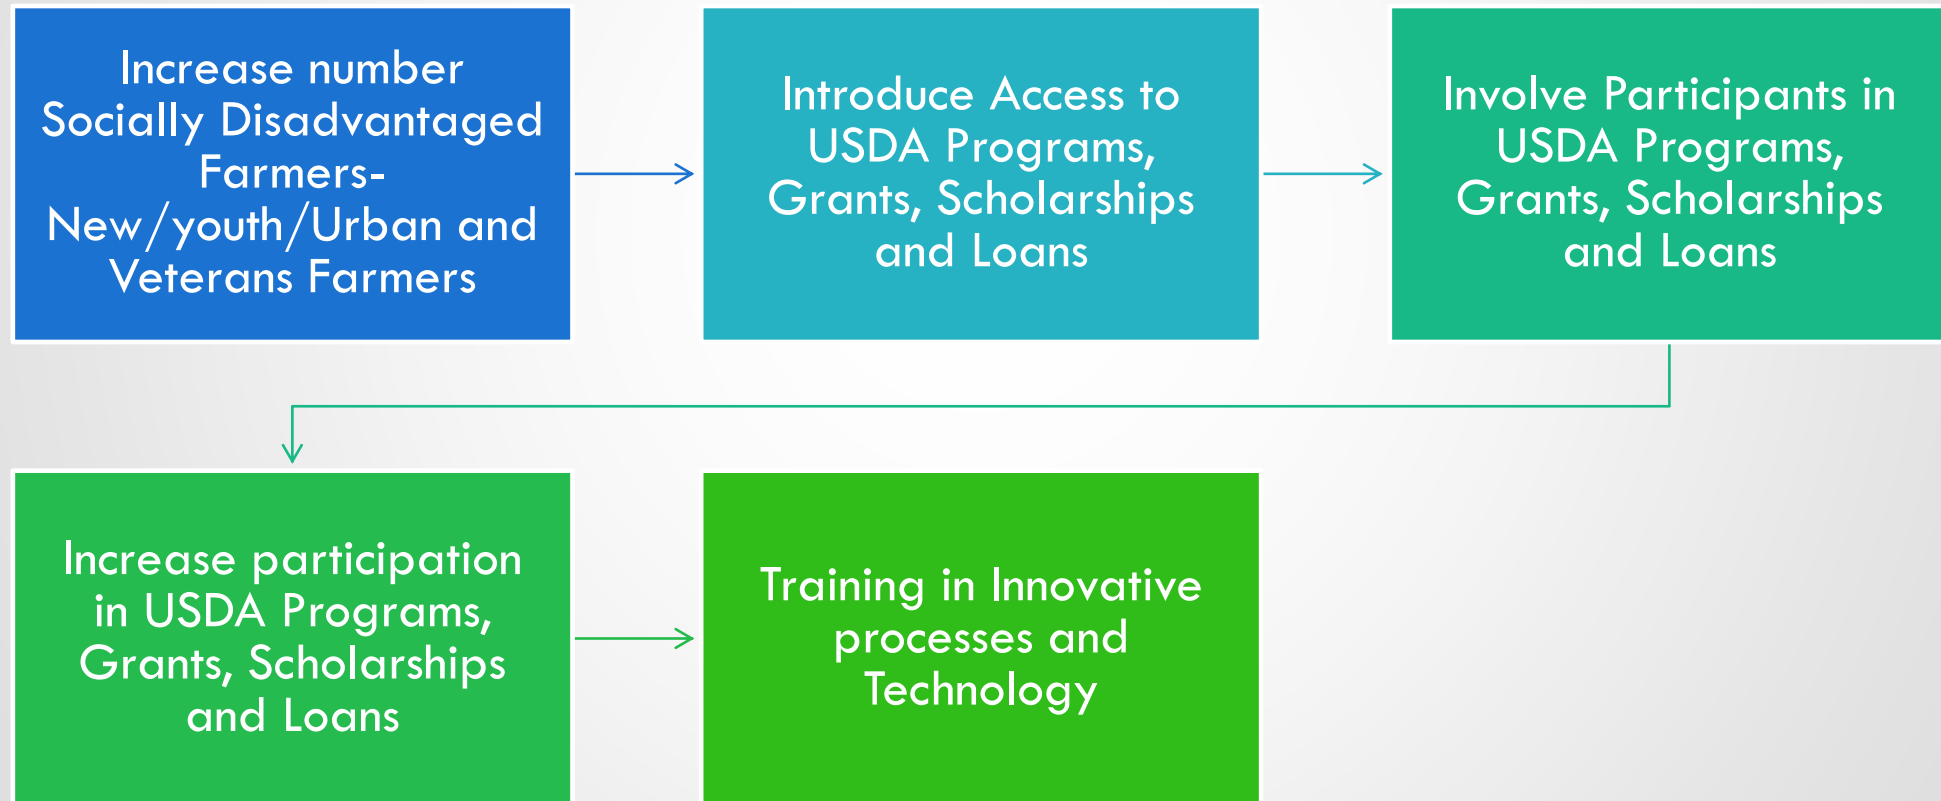 Increase number
Socially Disadvantaged
Farmers-
New/youth/Urban and
Veterans Farmers
Introduce Access to
USDA Programs,
Grants, Scholarships
and Loans
Involve Participants in
USDA Programs,
Grants, Scholarships
and Loans
Increase participation
in USDA Programs,
Grants, Scholarships
and Loans
Training in Innovative
processes and
Technology